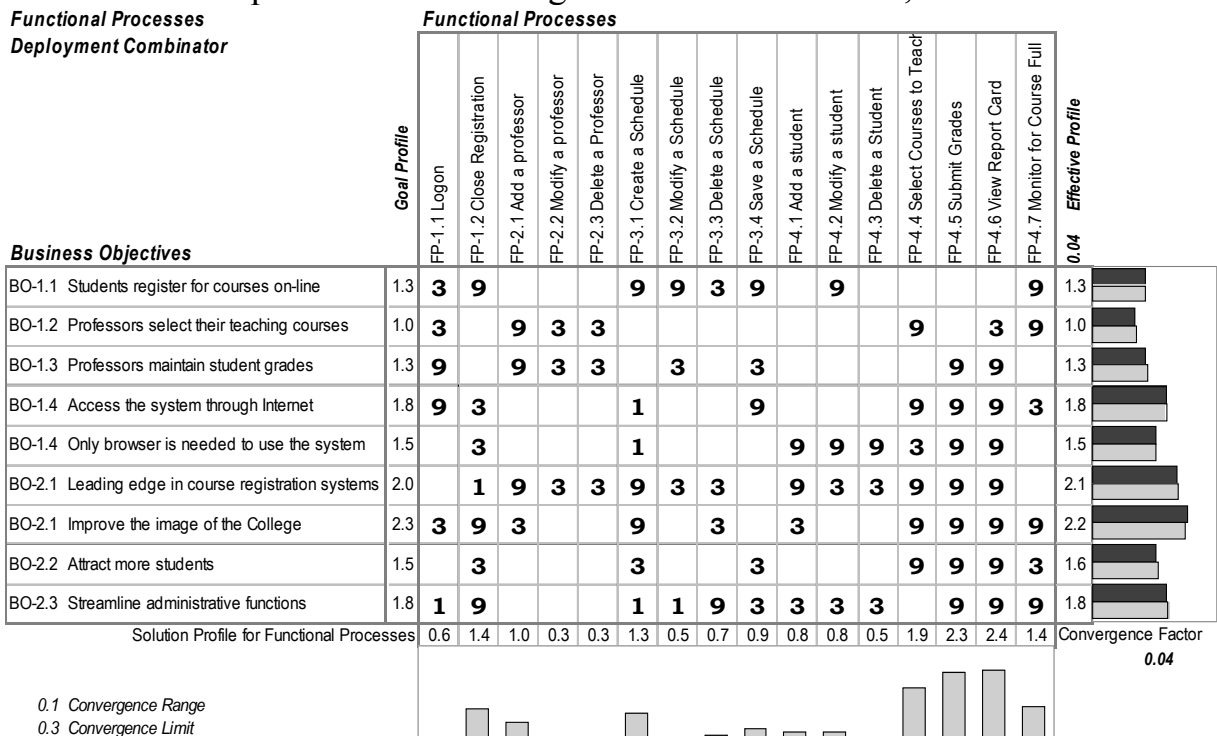 Functional Processes
Deployment Combinator
Functional Processes
Goal Profile
FP-1.1 Logon
FP-1.2 Close Registration
FP-2.1 Add a professor
FP-2.2 Modify a professor
FP-2.3 Delete a Professor
FP-3.1 Create a Schedule
FP-3.2 Modify a Schedule
FP-3.3 Delete a Schedule
FP-3.4 Save a Schedule
FP-4.1 Add a student
FP-4.2 Modify a student
FP-4.3 Delete a Student
FP-4.4 Select Courses to Teach
FP-4.5 Submit Grades
FP-4.6 View Report Card
FP-4.7 Monitor for Course Full
0.04 Effective Profile
Business Objectives
BO-1.1 Students register for courses on-line 1.3 3 9 9 9 3 9 9 9 1.3
BO-1.2 Professors select their teaching courses 1.0 3 9 3 3 9 3 9 1.0
BO-1.3 Professors maintain student grades 1.3 9 9 3 3 3 3 9 9 1.3
BO-1.4 Access the system through Internet 1.8 9 3 1 9 9 9 9 3 1.8
BO-1.4 Only browser is needed to use the system 1.5 3 1 9 9 9 3 9 9 1.5
BO-2.1 Leading edge in course registration systems 2.0 1 9 3 3 9 3 3 9 3 3 9 9 9 2.1
BO-2.1 Improve the image of the College 2.3 3 9 3 9 3 3 9 9 9 9 2.2
BO-2.2 Attract more students 1.5 3 3 3 9 9 9 3 1.6
BO-2.3 Streamline administrative functions 1.8 1 9 1 1 9 3 3 3 3 9 9 9 1.8
Solution Profile for Functional Processes 0.6 1.4 1.0 0.3 0.3 1.3 0.5 0.7 0.9 0.8 0.8 0.5 1.9 2.3 2.4 1.4 Convergence Factor
0.04
0.1 Convergence Range
0.3 Convergence Limit